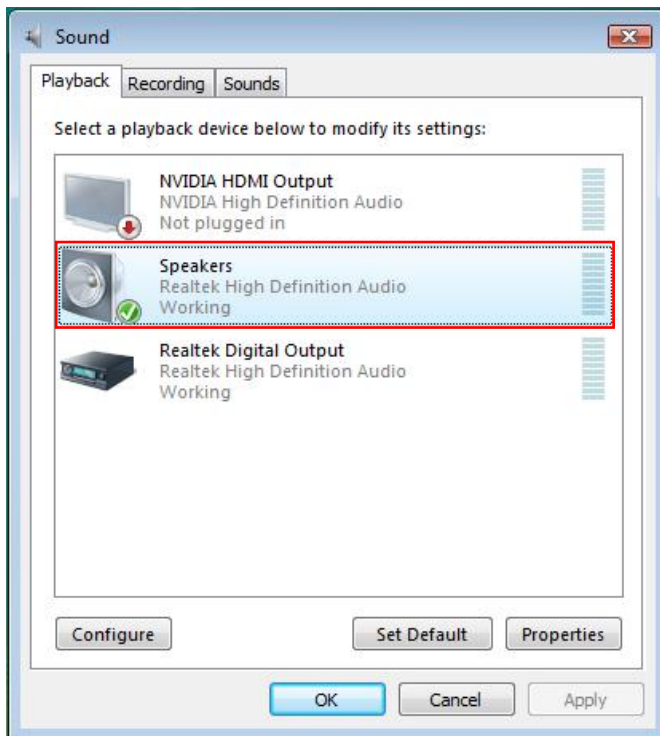 Sound
Playback Recording Sounds
Select a playback device below to modify its settings:
NVIDIA HDMI Output
NVIDIA High Definition Audio
Not plugged in
Speakers
Realtek High Definition Audio
Working
Realtek Digital Output
Realtek High Definition Audio
Working
Configure Set Default Properties
OK Cancel Apply